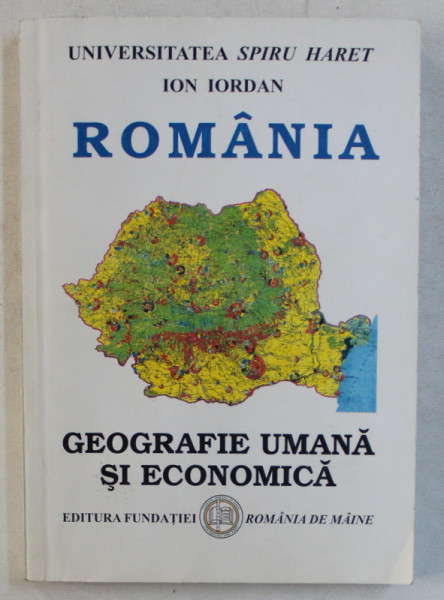 UNIVERSITATEA SPIRU HARET
ION IORDAN
ROMÂNIA
GEOGRAFIE UMANĂ
ŞI ECONOMICĂ
EDITURA FUNDAŢIEI ROMÂNIA DE MÂINE